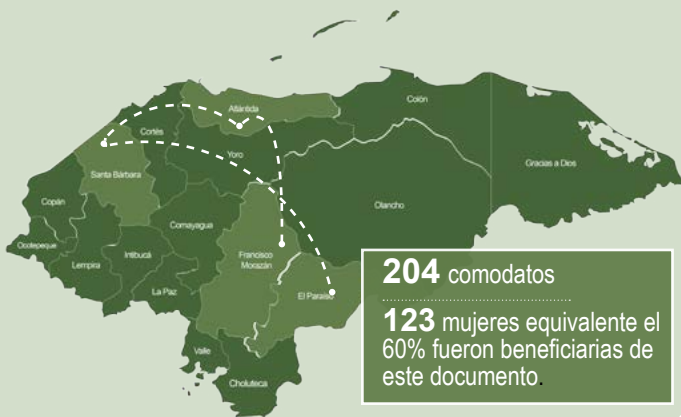 Atlántida
Colón
Cortés
Yoro
Gracias a Dios
Santa Bárbara
Copán
Olancho
Comayagua
Ocotepeque
Lempira
Intibucá
Francisco
Morazán
La Paz
El Paraíso
Valle
Choluteca
204 comodatos
123 mujeres equivalente el
60% fueron beneficiarias de
este documento.